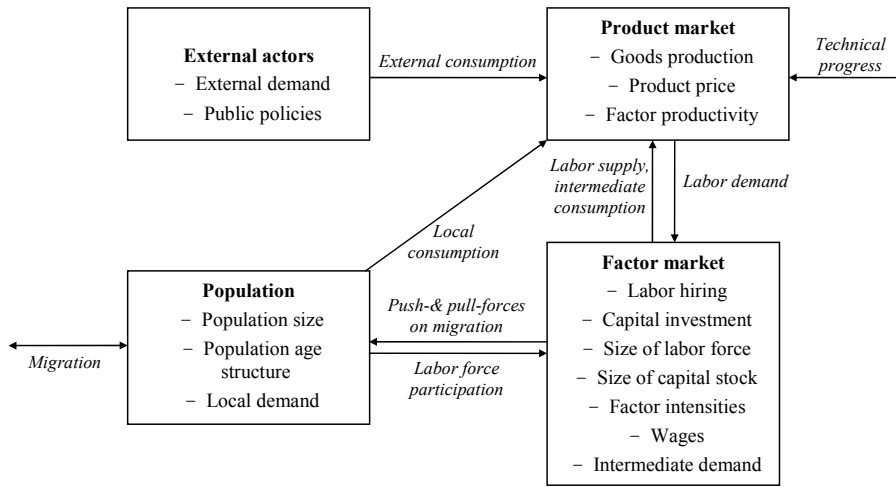 External actors
– External demand
– Public policies
External consumption
Product market
– Goods production
– Product price
– Factor productivity
Technical
progress
Labor supply,
intermediate
consumption
Labor demand
Local
consumption
Population
– Population size
– Population age
structure
– Local demand
Migration
Push-& pull-forces
on migration
Labor force
participation
Factor market
– Labor hiring
– Capital investment
– Size of labor force
– Size of capital stock
– Factor intensities
– Wages
– Intermediate demand